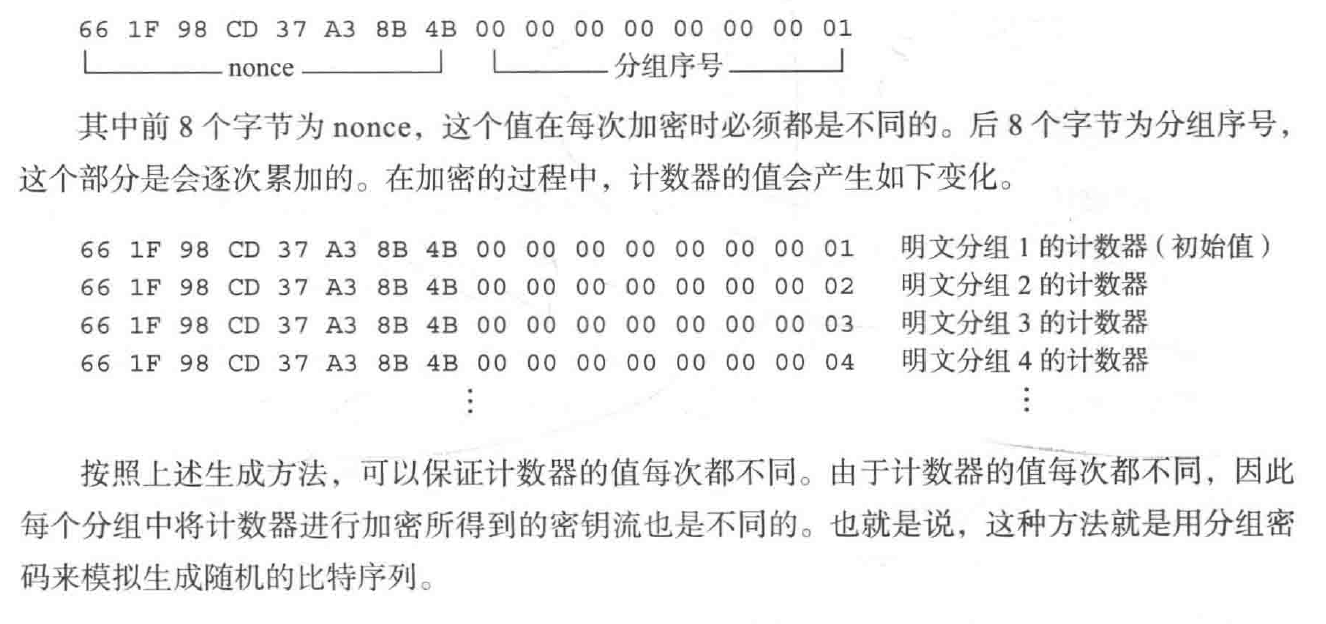 66 1F 98 CD 37 A3 8B 4B 00 00 00 00 00 00 00 01
nonce 分组序号
其中前 8 个字节为 nonce，这个值在每次加密时必须都是不同的。后 8 个字节为分组序号，
这个部分是会逐次累加的。在加密的过程中，计数器的值会产生如下变化。
66 1F 98 CD 37 A3 8B 4B 00 00 00 00 00 00 00 01 明文分组 1 的计数器（初始值）
66 1F 98 CD 37 A3 8B 4B 00 00 00 00 00 00 00 02 明文分组 2 的计数器
66 1F 98 CD 37 A3 8B 4B 00 00 00 00 00 00 00 03 明文分组 3 的计数器
66 1F 98 CD 37 A3 8B 4B 00 00 00 00 00 00 00 04 明文分组 4 的计数器
⋮ ⋮
按照上述生成方法，可以保证计数器的值每次都不同。由于计数器的值每次都不同，因此
每个分组中将计数器进行加密所得到的密钥流也是不同的。也就是说，这种方法就是用分组密
码来模拟生成随机的比特序列。